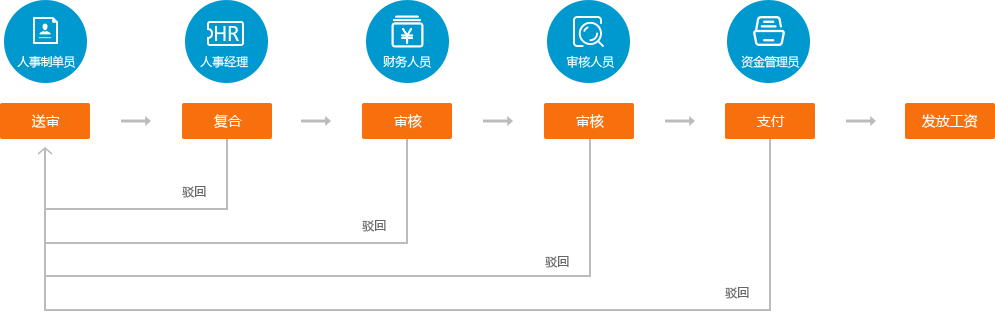 HR
人事制单员
人事经理
财务人员
审核人员
资金管理员
送审
复合
审核
审核
支付
发放工资
驳回
驳回
驳回
驳回